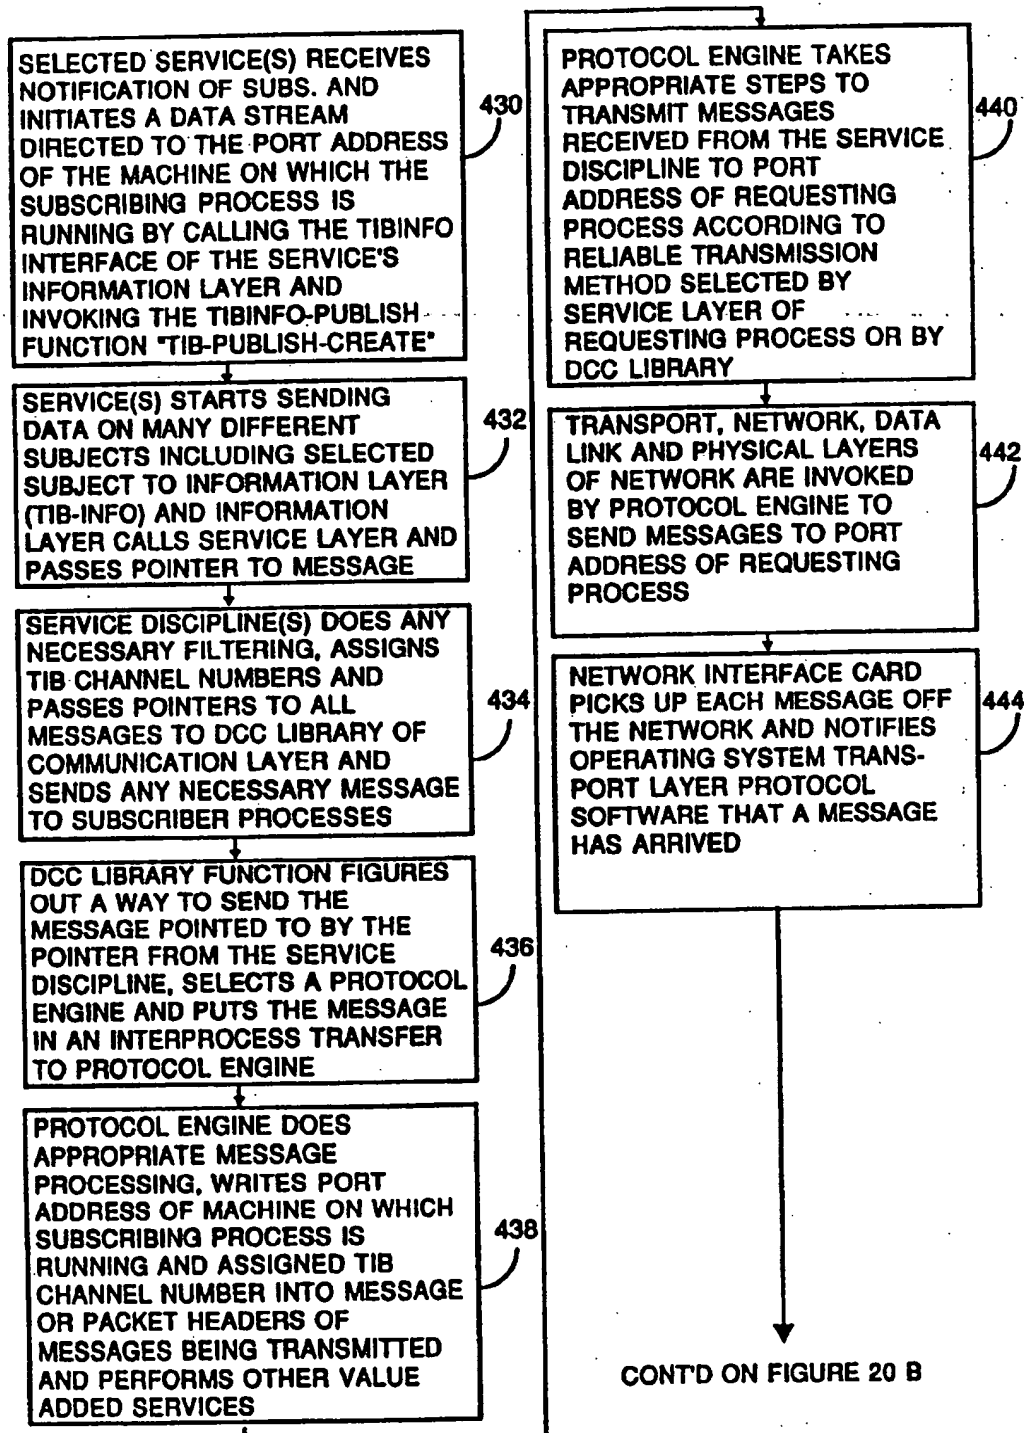 SELECTED SERVICE(S) RECEIVES
NOTIFICATION OF SUBS. AND
INITIATES A DATA STREAM
DIRECTED TO THE PORT ADDRESS
OF THE MACHINE ON WHICH THE
SUBSCRIBING PROCESS IS
RUNNING BY CALLING THE TIBINFO
INTERFACE OF THE SERVICE'S
INFORMATION LAYER AND
INVOKING THE TIBINFO-PUBLISH
FUNCTION "TIB-PUBLISH-CREATE"
430
SERVICE(S) STARTS SENDING
DATA ON MANY DIFFERENT
SUBJECTS INCLUDING SELECTED
SUBJECT TO INFORMATION LAYER
(TIB-INFO) AND INFORMATION
LAYER CALLS SERVICE LAYER AND
PASSES POINTER TO MESSAGE
432
SERVICE DISCIPLINE(S) DOES ANY
NECESSARY FILTERING, ASSIGNS
TIB CHANNEL NUMBERS AND
PASSES POINTERS TO ALL
MESSAGES TO DCC LIBRARY OF
COMMUNICATION LAYER AND
SENDS ANY NECESSARY MESSAGE
TO SUBSCRIBER PROCESSES
434
DCC LIBRARY FUNCTION FIGURES
OUT A WAY TO SEND THE
MESSAGE POINTED TO BY THE
POINTER FROM THE SERVICE
DISCIPLINE, SELECTS A PROTOCOL
ENGINE AND PUTS THE MESSAGE
IN AN INTERPROCESS TRANSFER
TO PROTOCOL ENGINE
436
PROTOCOL ENGINE DOES
APPROPRIATE MESSAGE
PROCESSING, WRITES PORT
ADDRESS OF MACHINE ON WHICH
SUBSCRIBING PROCESS IS
RUNNING AND ASSIGNED TIB
CHANNEL NUMBER INTO MESSAGE
OR PACKET HEADERS OF
MESSAGES BEING TRANSMITTED
AND PERFORMS OTHER VALUE
ADDED SERVICES
438
PROTOCOL ENGINE TAKES
APPROPRIATE STEPS TO
TRANSMIT MESSAGES
RECEIVED FROM THE SERVICE
DISCIPLINE TO PORT
ADDRESS OF REQUESTING
PROCESS ACCORDING TO
RELIABLE TRANSMISSION
METHOD SELECTED BY
SERVICE LAYER OF
REQUESTING PROCESS OR BY
DCC LIBRARY
440
TRANSPORT, NETWORK, DATA
LINK AND PHYSICAL LAYERS
OF NETWORK ARE INVOKED
BY PROTOCOL ENGINE TO
SEND MESSAGES TO PORT
ADDRESS OF REQUESTING
PROCESS
442
NETWORK INTERFACE CARD
PICKS UP EACH MESSAGE OFF
THE NETWORK AND NOTIFIES
OPERATING SYSTEM TRANS-
PORT LAYER PROTOCOL
SOFTWARE THAT A MESSAGE
HAS ARRIVED
444
CONT'D ON FIGURE 20 B